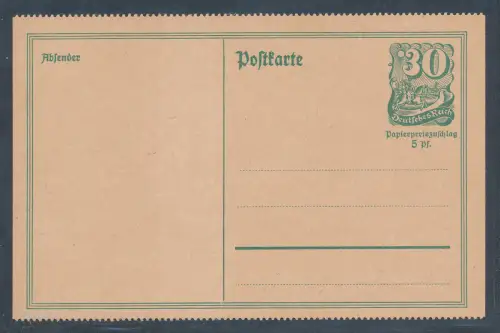 Absender
Postkarte
30
Deutsches Reich
Papierpreiszuschlag
5 Pf.